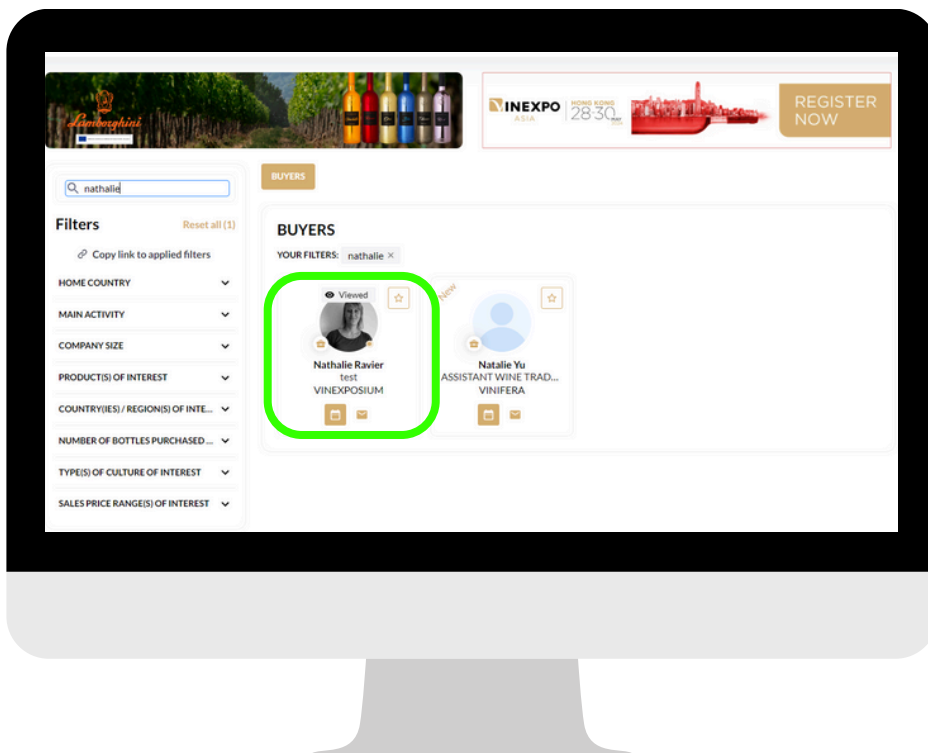 Lamborghini
VINEXPO
ASIA
HONG KONG
28-30
MAY
REGISTER
NOW
nathalie
Filters
Reset all (1)
Copy link to applied filters
HOME COUNTRY
MAIN ACTIVITY
COMPANY SIZE
PRODUCT(S) OF INTEREST
COUNTRY(IES) / REGION(S) OF INTE...
NUMBER OF BOTTLES PURCHASED ...
TYPE(S) OF CULTURE OF INTEREST
SALES PRICE RANGE(S) OF INTEREST
BUYERS
BUYERS
YOUR FILTERS: nathalie ×
Viewed
Nathalie Ravier
test
VINEXPOSIUM
New
Natalie Yu
ASSISTANT WINE TRAD...
VINIFERA